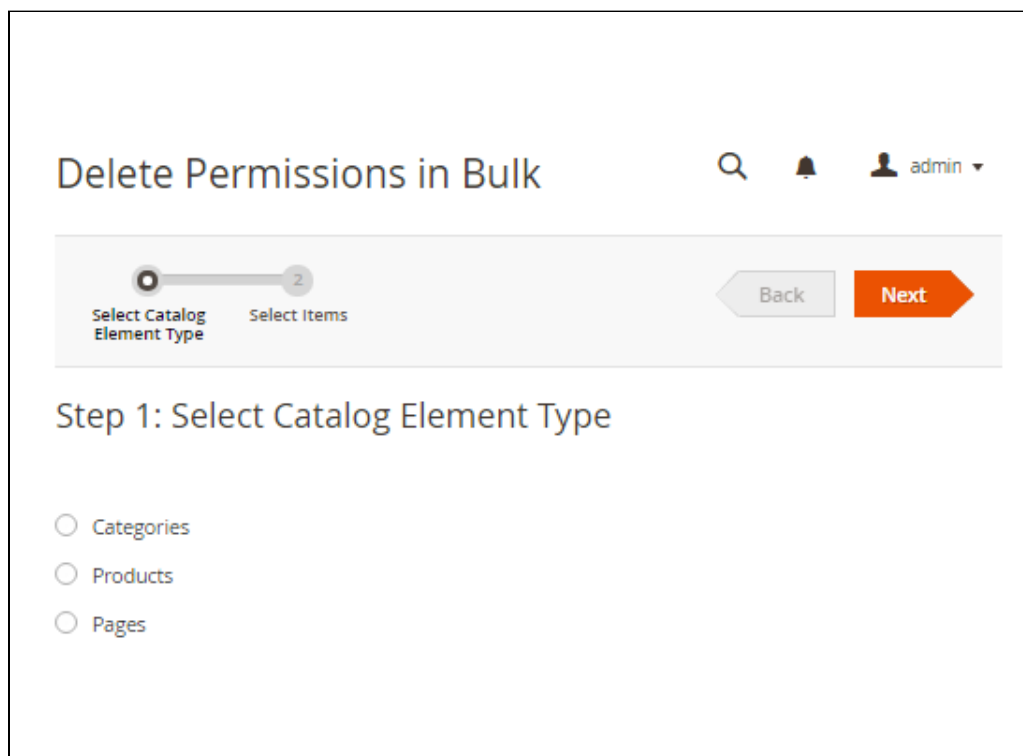 Delete Permissions in Bulk
admin
2
Select Catalog
Element Type
Select Items
Back
Next
Step 1: Select Catalog Element Type
Categories
Products
Pages